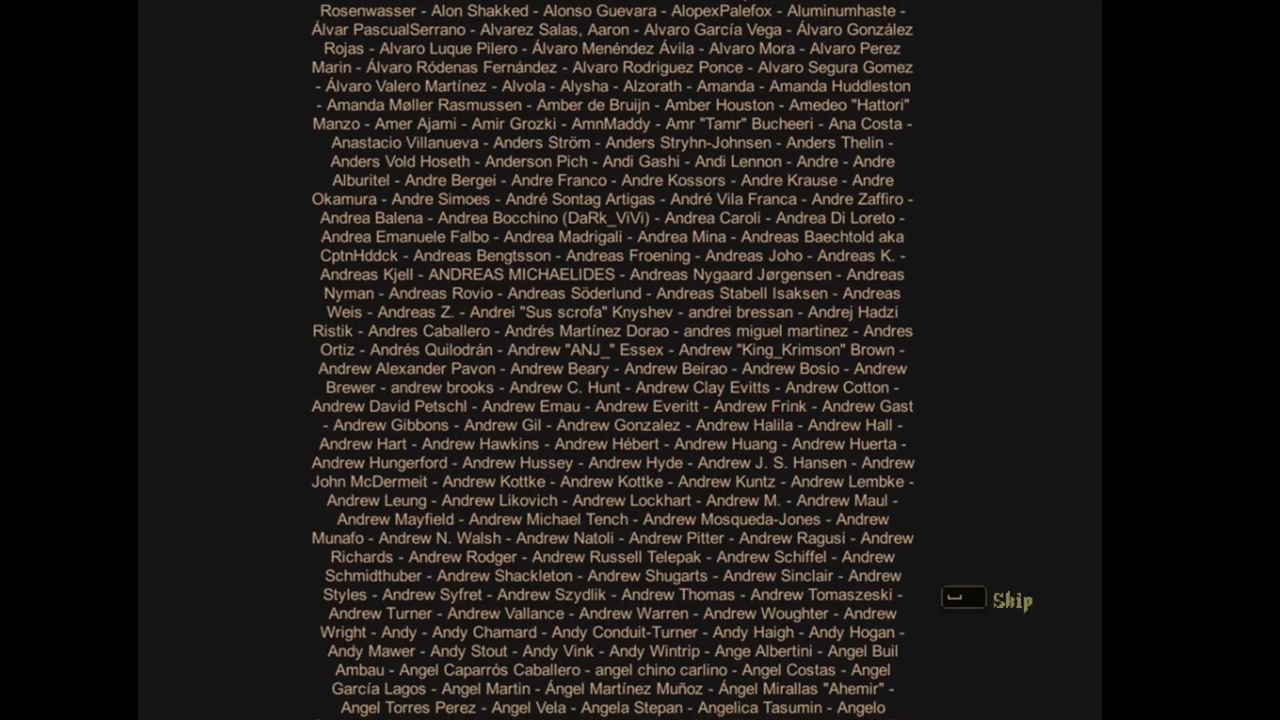 Rosenwasser - Alon Shakked - Alonso Guevara - AlopexPalefox - Aluminumhaste -
Álvar PascualSerrano - Alvarez Salas, Aaron - Alvaro García Vega - Álvaro González
Rojas - Alvaro Luque Pilero - Álvaro Menéndez Ávila - Alvaro Mora - Alvaro Perez
Marin - Álvaro Ródenas Fernández - Alvaro Rodriguez Ponce - Alvaro Segura Gomez
- Álvaro Valero Martínez - Alvola - Alysha - Alzorath - Amanda - Amanda Huddleston
- Amanda Møller Rasmussen - Amber de Bruijn - Amber Houston - Amedeo "Hattori"
Manzo - Amer Ajami - Amir Grozki - AmnMaddy - Amr "Tamr" Bucheeri - Ana Costa -
Anastacio Villanueva - Anders Ström - Anders Stryhn-Johnsen - Anders Thelin -
Anders Vold Hoseth - Anderson Pich - Andi Gashi - Andi Lennon - Andre - Andre
Alburitel - Andre Bergei - Andre Franco - Andre Kossors - Andre Krause - Andre
Okamura - Andre Simoes - André Sontag Artigas - André Vila Franca - Andre Zaffiro -
Andrea Balena - Andrea Bocchino (DaRk_ViVi) - Andrea Caroli - Andrea Di Loreto -
Andrea Emanuele Falbo - Andrea Madrigali - Andrea Mina - Andreas Baechtold aka
CptnHddck - Andreas Bengtsson - Andreas Froening - Andreas Joho - Andreas K. -
Andreas Kjell - ANDREAS MICHAELIDES - Andreas Nygaard Jørgensen - Andreas
Nyman - Andreas Rovio - Andreas Söderlund - Andreas Stabell Isaksen - Andreas
Weis - Andreas Z. - Andrei "Sus scrofa" Knyshev - andrei bressan - Andrej Hadzi
Ristik - Andres Caballero - Andrés Martínez Dorao - andres miguel martinez - Andres
Ortiz - Andrés Quilodrán - Andrew "ANJ_" Essex - Andrew "King_Krimson" Brown -
Andrew Alexander Pavon - Andrew Beary - Andrew Beirao - Andrew Bosio - Andrew
Brewer - andrew brooks - Andrew C. Hunt - Andrew Clay Evitts - Andrew Cotton -
Andrew David Petschl - Andrew Emau - Andrew Everitt - Andrew Frink - Andrew Gast
- Andrew Gibbons - Andrew Gil - Andrew Gonzalez - Andrew Halila - Andrew Hall -
Andrew Hart - Andrew Hawkins - Andrew Hébert - Andrew Huang - Andrew Huerta -
Andrew Hungerford - Andrew Hussey - Andrew Hyde - Andrew J. S. Hansen - Andrew
John McDermeit - Andrew Kottke - Andrew Kottke - Andrew Kuntz - Andrew Lembke -
Andrew Leung - Andrew Likovich - Andrew Lockhart - Andrew M. - Andrew Maul -
Andrew Mayfield - Andrew Michael Tench - Andrew Mosqueda-Jones - Andrew
Munafo - Andrew N. Walsh - Andrew Natoli - Andrew Pitter - Andrew Ragusi - Andrew
Richards - Andrew Rodger - Andrew Russell Telepak - Andrew Schiffel - Andrew
Schmidthuber - Andrew Shackleton - Andrew Shugarts - Andrew Sinclair - Andrew
Styles - Andrew Syfret - Andrew Szydlik - Andrew Thomas - Andrew Tomaszeski -
Andrew Turner - Andrew Vallance - Andrew Warren - Andrew Woughter - Andrew
Wright - Andy - Andy Chamard - Andy Conduit-Turner - Andy Haigh - Andy Hogan -
Andy Mawer - Andy Stout - Andy Vink - Andy Wintrip - Ange Albertini - Angel Buil
Ambau - Angel Caparrós Caballero - angel chino carlino - Angel Costas - Angel
García Lagos - Angel Martin - Ángel Martínez Muñoz - Ángel Mirallas "Ahemir" -
Angel Torres Perez - Angel Vela - Angela Stepan - Angelica Tasumin - Angelo
Skip